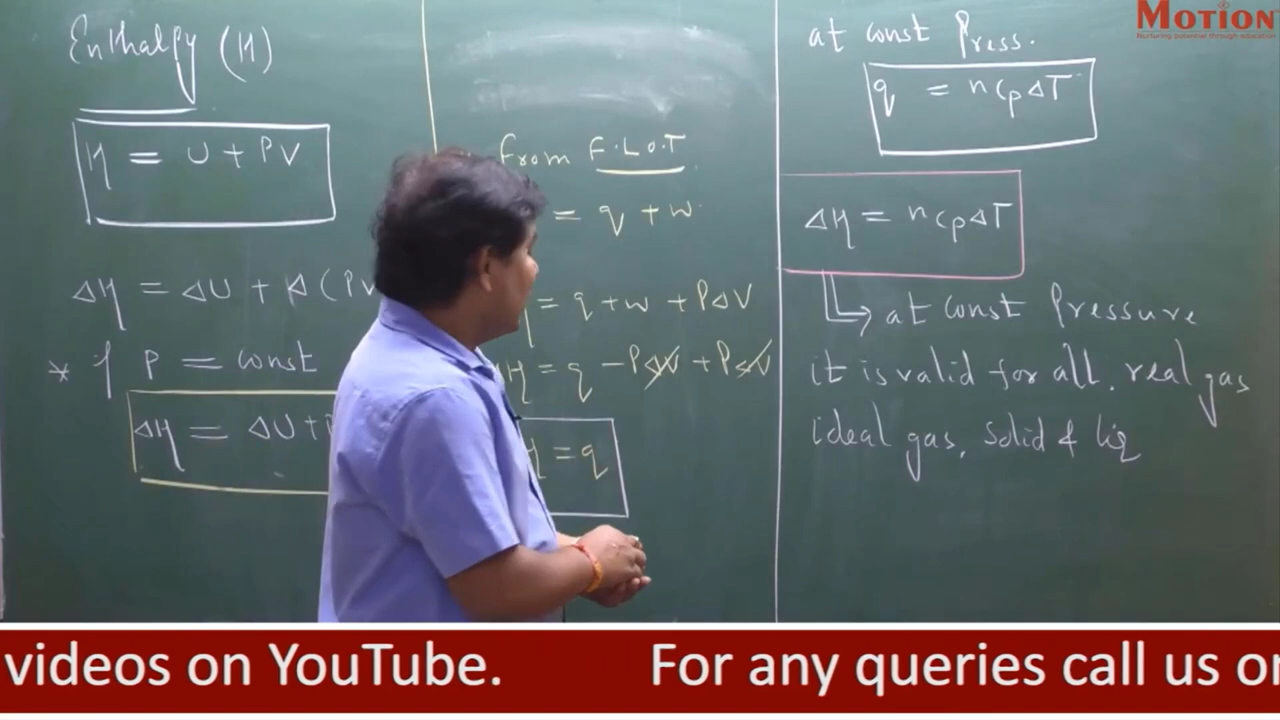 Enthalpy (H)
H = U + PV
ΔH = ΔU + Δ(PV
* if P = const
ΔH = ΔU + P
from F.L.O.T
= q + w
= q + w + PΔV
H = q - PΔV + PΔV
H = q
at const Press.
q = nCpΔT
ΔH = nCpΔT
at const Pressure
it is valid for all. real gas
ideal gas, Solid & liq
MOTION
Nurturing potential through education
videos on YouTube. For any queries call us on